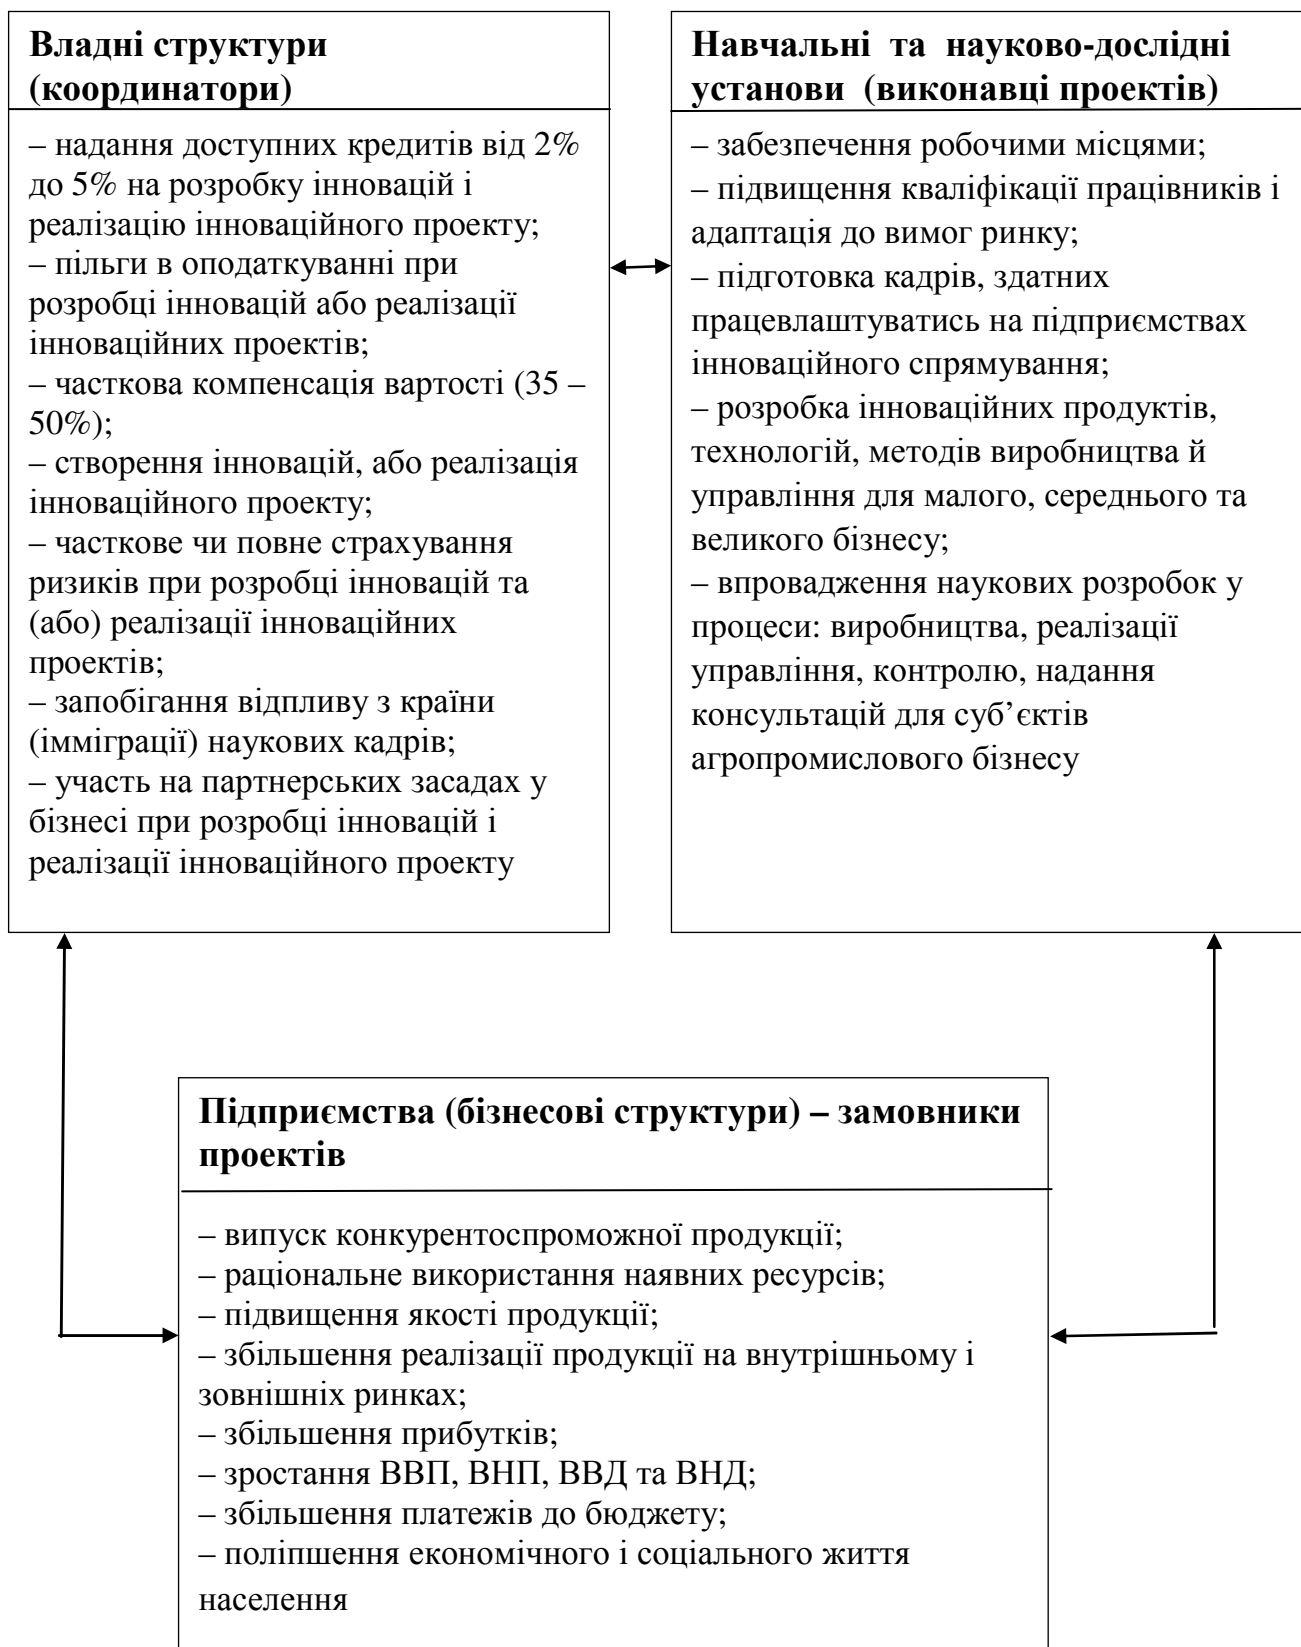 Владні структури
(координатори)
– надання доступних кредитів від 2%
до 5% на розробку інновацій і
реалізацію інноваційного проекту;
– пільги в оподаткуванні при
розробці інновацій або реалізації
інноваційних проектів;
– часткова компенсація вартості (35 –
50%);
– створення інновацій, або реалізація
інноваційного проекту;
– часткове чи повне страхування
ризиків при розробці інновацій та
(або) реалізації інноваційних
проектів;
– запобігання відпливу з країни
(імміграції) наукових кадрів;
– участь на партнерських засадах у
бізнесі при розробці інновацій і
реалізації інноваційного проекту
Навчальні та науково-дослідні
установи (виконавці проектів)
– забезпечення робочими місцями;
– підвищення кваліфікації працівників і
адаптація до вимог ринку;
– підготовка кадрів, здатних
працевлаштуватись на підприємствах
інноваційного спрямування;
– розробка інноваційних продуктів,
технологій, методів виробництва й
управління для малого, середнього та
великого бізнесу;
– впровадження наукових розробок у
процеси: виробництва, реалізації
управління, контролю, надання
консультацій для суб’єктів
агропромислового бізнесу
Підприємства (бізнесові структури) – замовники
проектів
– випуск конкурентоспроможної продукції;
– раціональне використання наявних ресурсів;
– підвищення якості продукції;
– збільшення реалізації продукції на внутрішньому і
зовнішніх ринках;
– збільшення прибутків;
– зростання ВВП, ВНП, ВВД та ВНД;
– збільшення платежів до бюджету;
– поліпшення економічного і соціального життя
населення